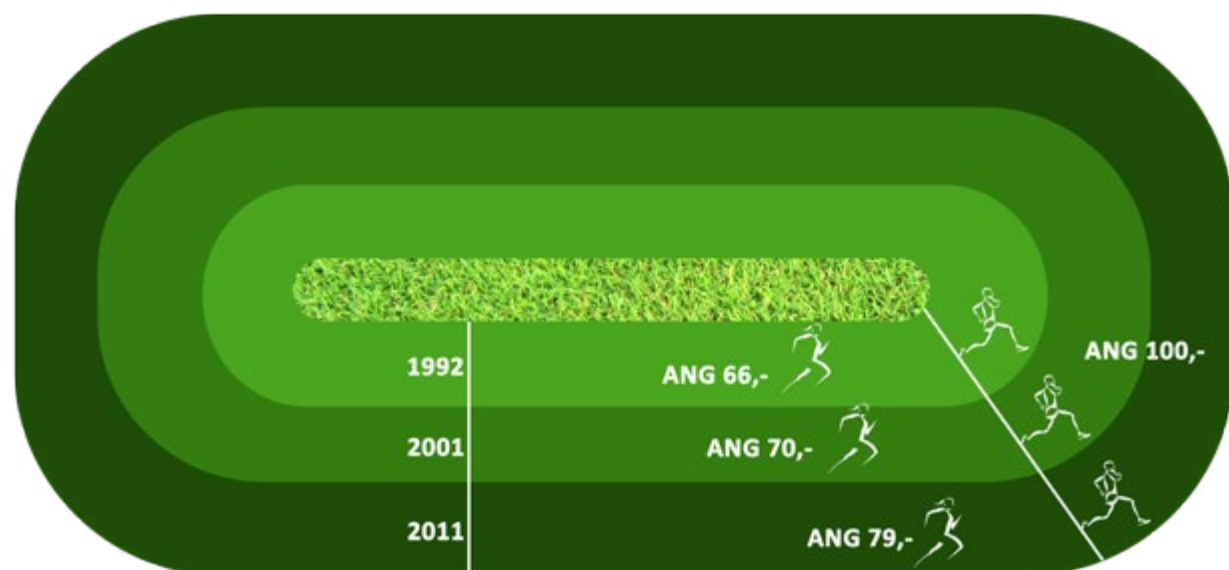 1992
ANG 66,-
ANG 100,-
2001
ANG 70,-
2011
ANG 79,-